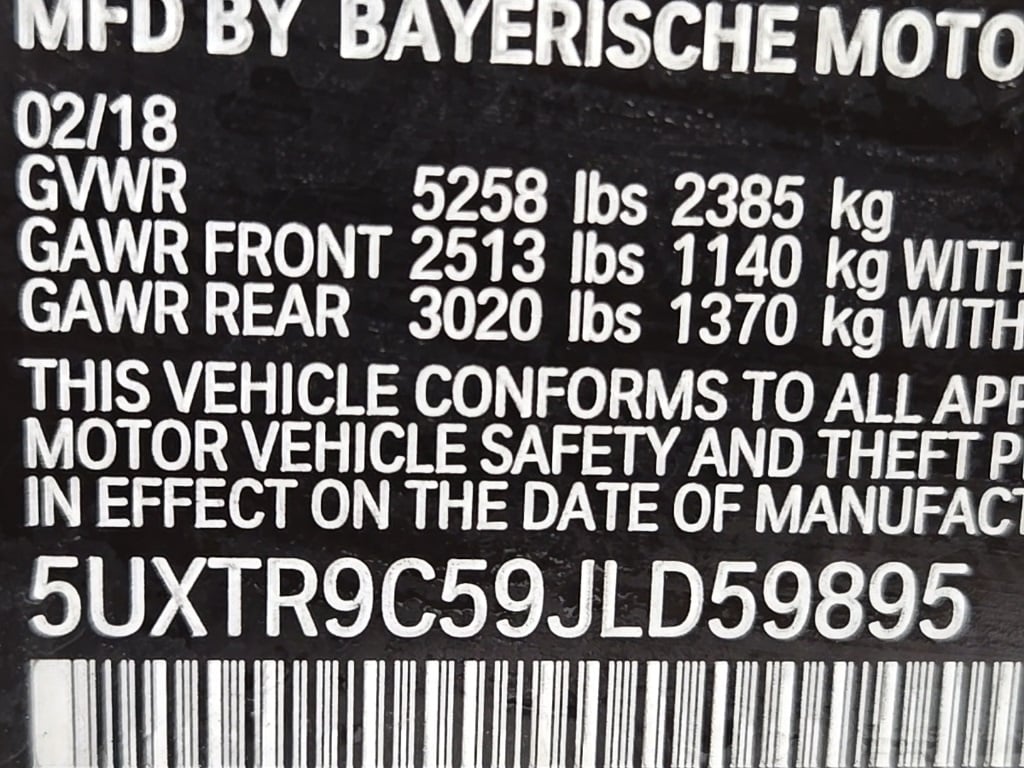 MFD BY BAYERISCHE MOTO
02/18
GVWR 5258 lbs 2385 kg
GAWR FRONT 2513 lbs 1140 kg WITH
GAWR REAR 3020 lbs 1370 kg WITH
THIS VEHICLE CONFORMS TO ALL APP
MOTOR VEHICLE SAFETY AND THEFT P
IN EFFECT ON THE DATE OF MANUFACT
5UXTR9C59JLD59895